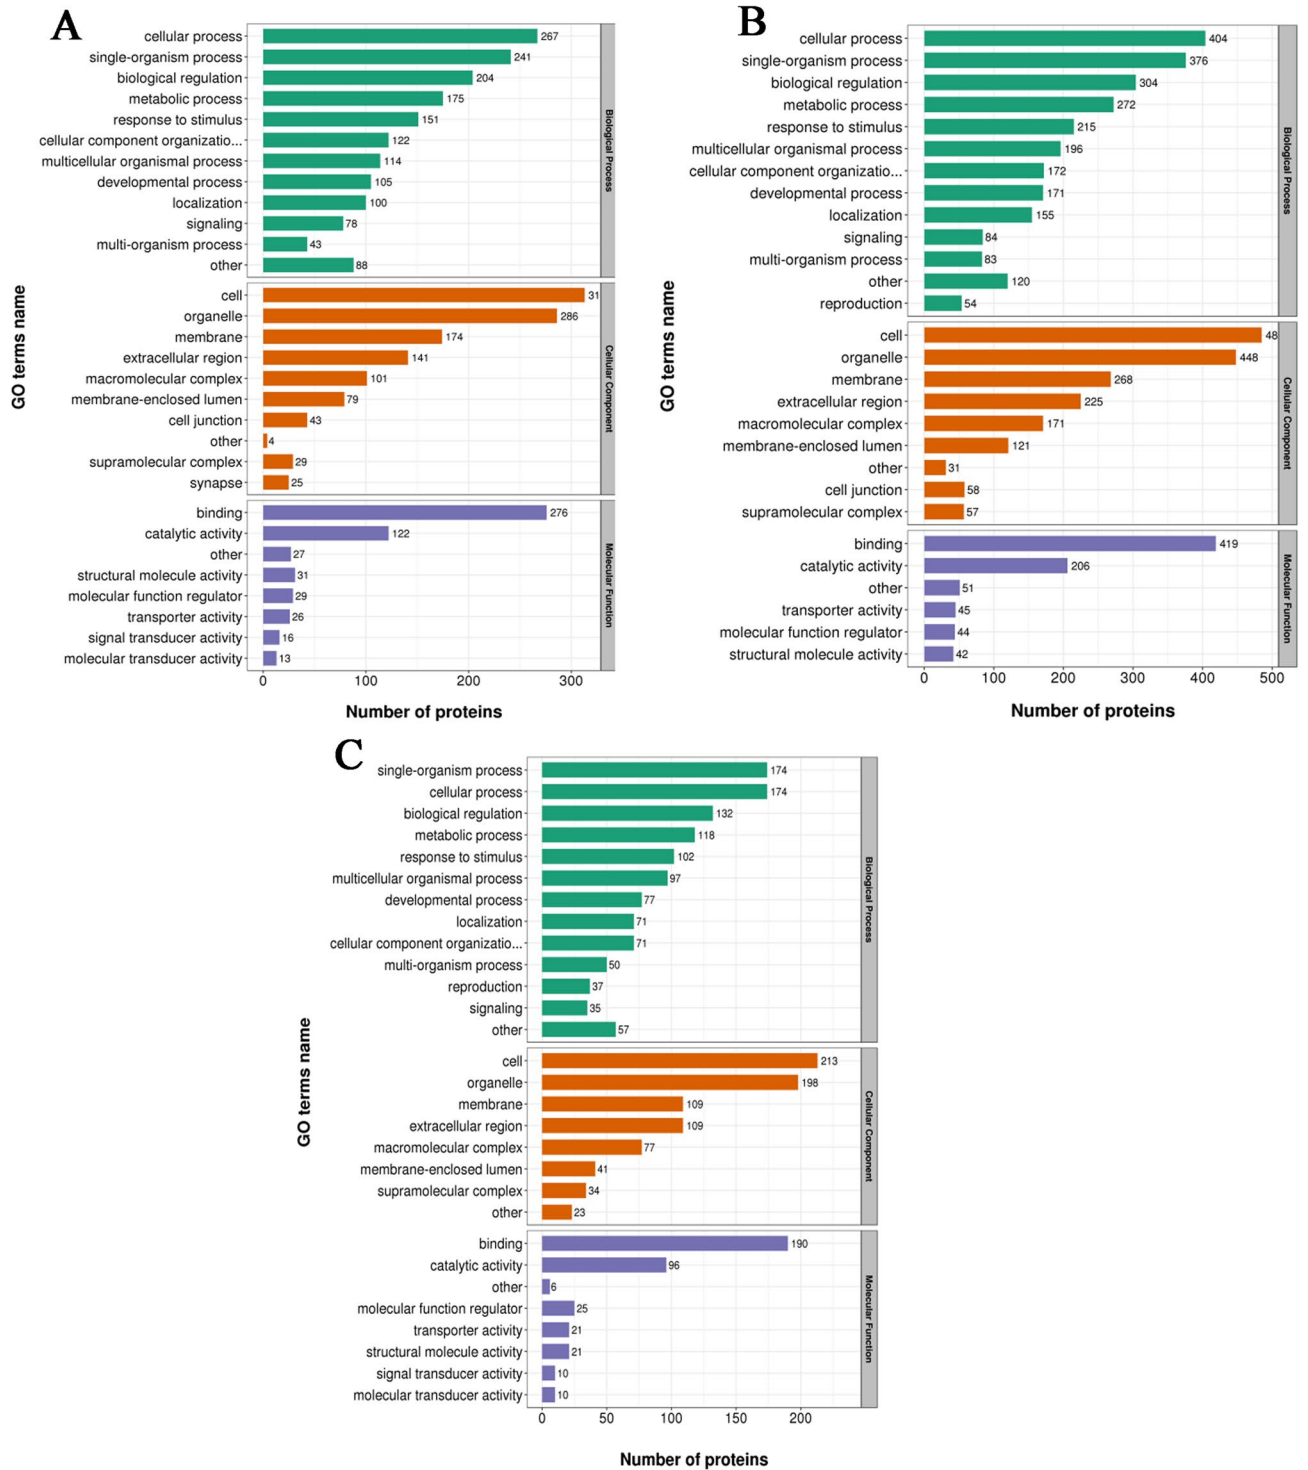 A
cellular process 267
single-organism process 241
biological regulation 204
metabolic process 175
response to stimulus 151
cellular component organizatio... 122
multicellular organismal process 114
developmental process 105
localization 100
signaling 78
multi-organism process 43
other 88
Biological Process
cell 31
organelle 286
membrane 174
extracellular region 141
macromolecular complex 101
membrane-enclosed lumen 79
cell junction 43
other 4
supramolecular complex 29
synapse 25
Cellular Component
binding 276
catalytic activity 122
other 27
structural molecule activity 31
molecular function regulator 29
transporter activity 26
signal transducer activity 16
molecular transducer activity 13
Molecular Function
0 100 200 300
Number of proteins
GO terms name
B
cellular process 404
single-organism process 376
biological regulation 304
metabolic process 272
response to stimulus 215
multicellular organismal process 196
cellular component organizatio... 172
developmental process 171
localization 155
signaling 84
multi-organism process 83
other 120
reproduction 54
Biological Process
cell 48
organelle 448
membrane 268
extracellular region 225
macromolecular complex 171
membrane-enclosed lumen 121
other 31
cell junction 58
supramolecular complex 57
Cellular Component
binding 419
catalytic activity 206
other 51
transporter activity 45
molecular function regulator 44
structural molecule activity 42
Molecular Function
0 100 200 300 400 500
Number of proteins
GO terms name
C
single-organism process 174
cellular process 174
biological regulation 132
metabolic process 118
response to stimulus 102
multicellular organismal process 97
developmental process 77
localization 71
cellular component organizatio... 71
multi-organism process 50
reproduction 37
signaling 35
other 57
Biological Process
cell 213
organelle 198
membrane 109
extracellular region 109
macromolecular complex 77
membrane-enclosed lumen 41
supramolecular complex 34
other 23
Cellular Component
binding 190
catalytic activity 96
other 6
molecular function regulator 25
transporter activity 21
structural molecule activity 21
signal transducer activity 10
molecular transducer activity 10
Molecular Function
0 50 100 150 200
Number of proteins
GO terms name